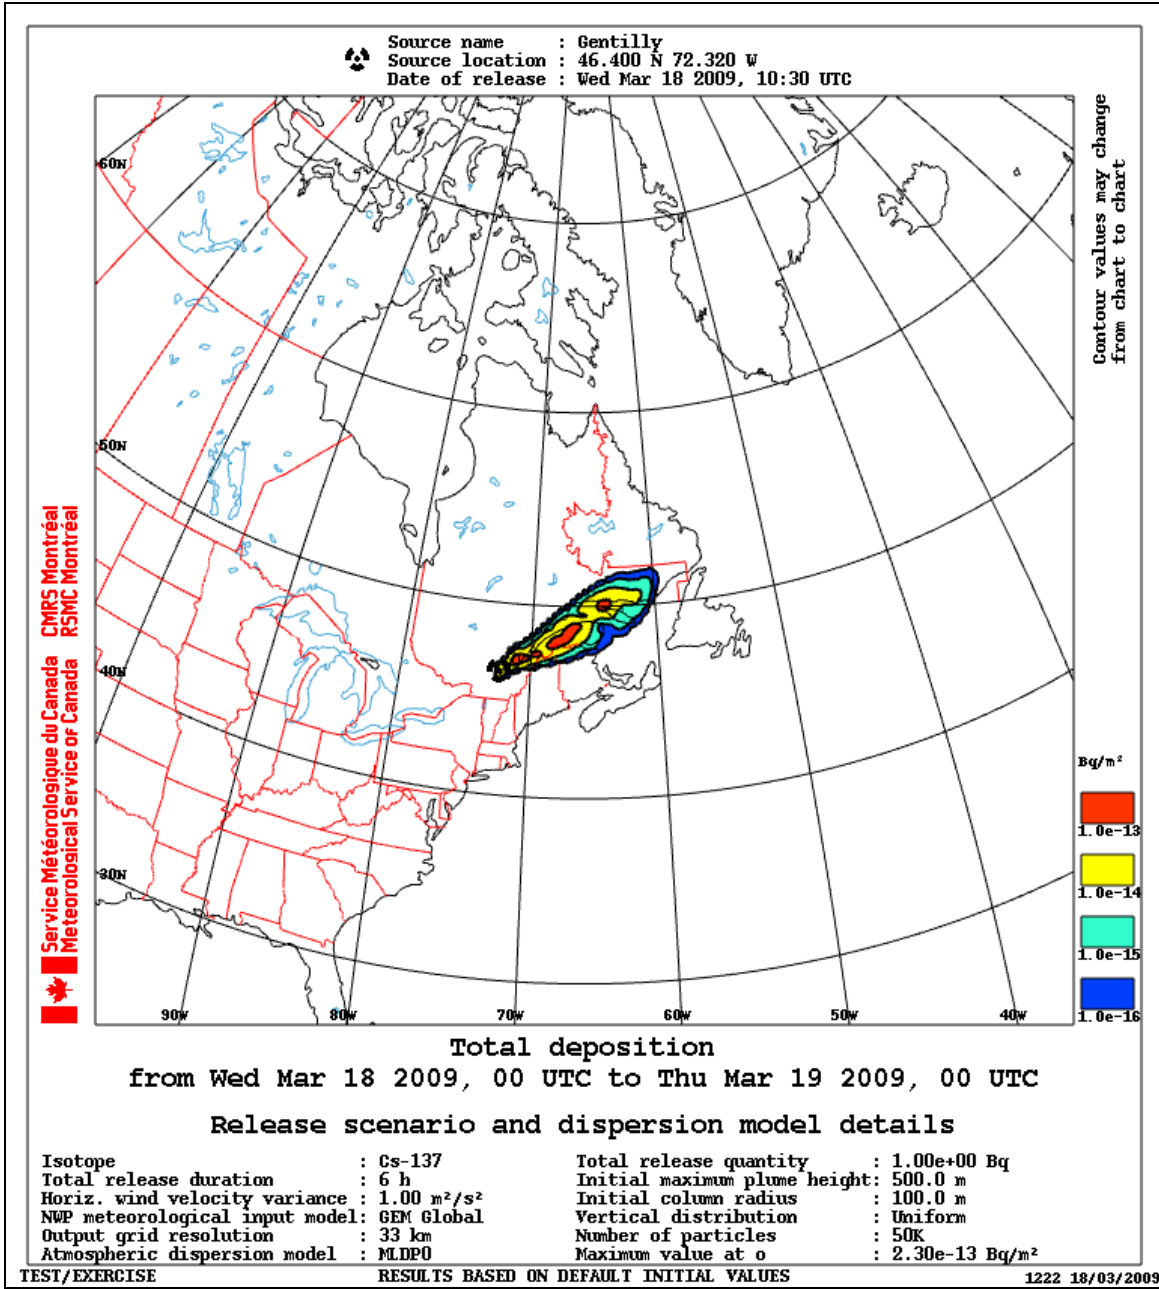 Source name : Gentilly
Source location : 46.400 N 72.320 W
Date of release : Wed Mar 18 2009, 10:30 UTC
Contour values may change
from chart to chart
60N
50N
40N
30N
90W 80W 70W 60W 50W 40W
Service Météorologique du Canada CMRS Montréal
Meteorological Service of Canada RSMC Montréal
Bq/m²
1.0e-13
1.0e-14
1.0e-15
1.0e-16
Total deposition
from Wed Mar 18 2009, 00 UTC to Thu Mar 19 2009, 00 UTC
Release scenario and dispersion model details
Isotope : Cs-137 Total release quantity : 1.00e+00 Bq
Total release duration : 6 h Initial maximum plume height: 500.0 m
Horiz. wind velocity variance : 1.00 m²/s² Initial column radius : 100.0 m
NWP meteorological input model: GEM Global Vertical distribution : Uniform
Output grid resolution : 33 km Number of particles : 50K
Atmospheric dispersion model : MLDP0 Maximum value at o : 2.30e-13 Bq/m²
TEST/EXERCISE RESULTS BASED ON DEFAULT INITIAL VALUES 1222 18/03/2009